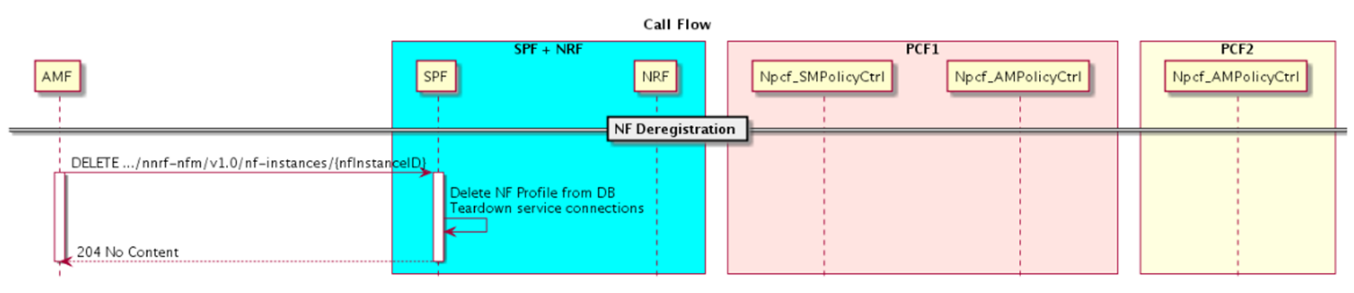 Call Flow
SPF + NRF
PCF1
PCF2
AMF
SPF
NRF
Npcf_SMPolicyCtrl
Npcf_AMPolicyCtrl
Npcf_AMPolicyCtrl
NF Deregistration
DELETE .../nnrf-nfm/v1.0/nf-instances/{nfInstanceID}
Delete NF Profile from DB
Teardown service connections
204 No Content